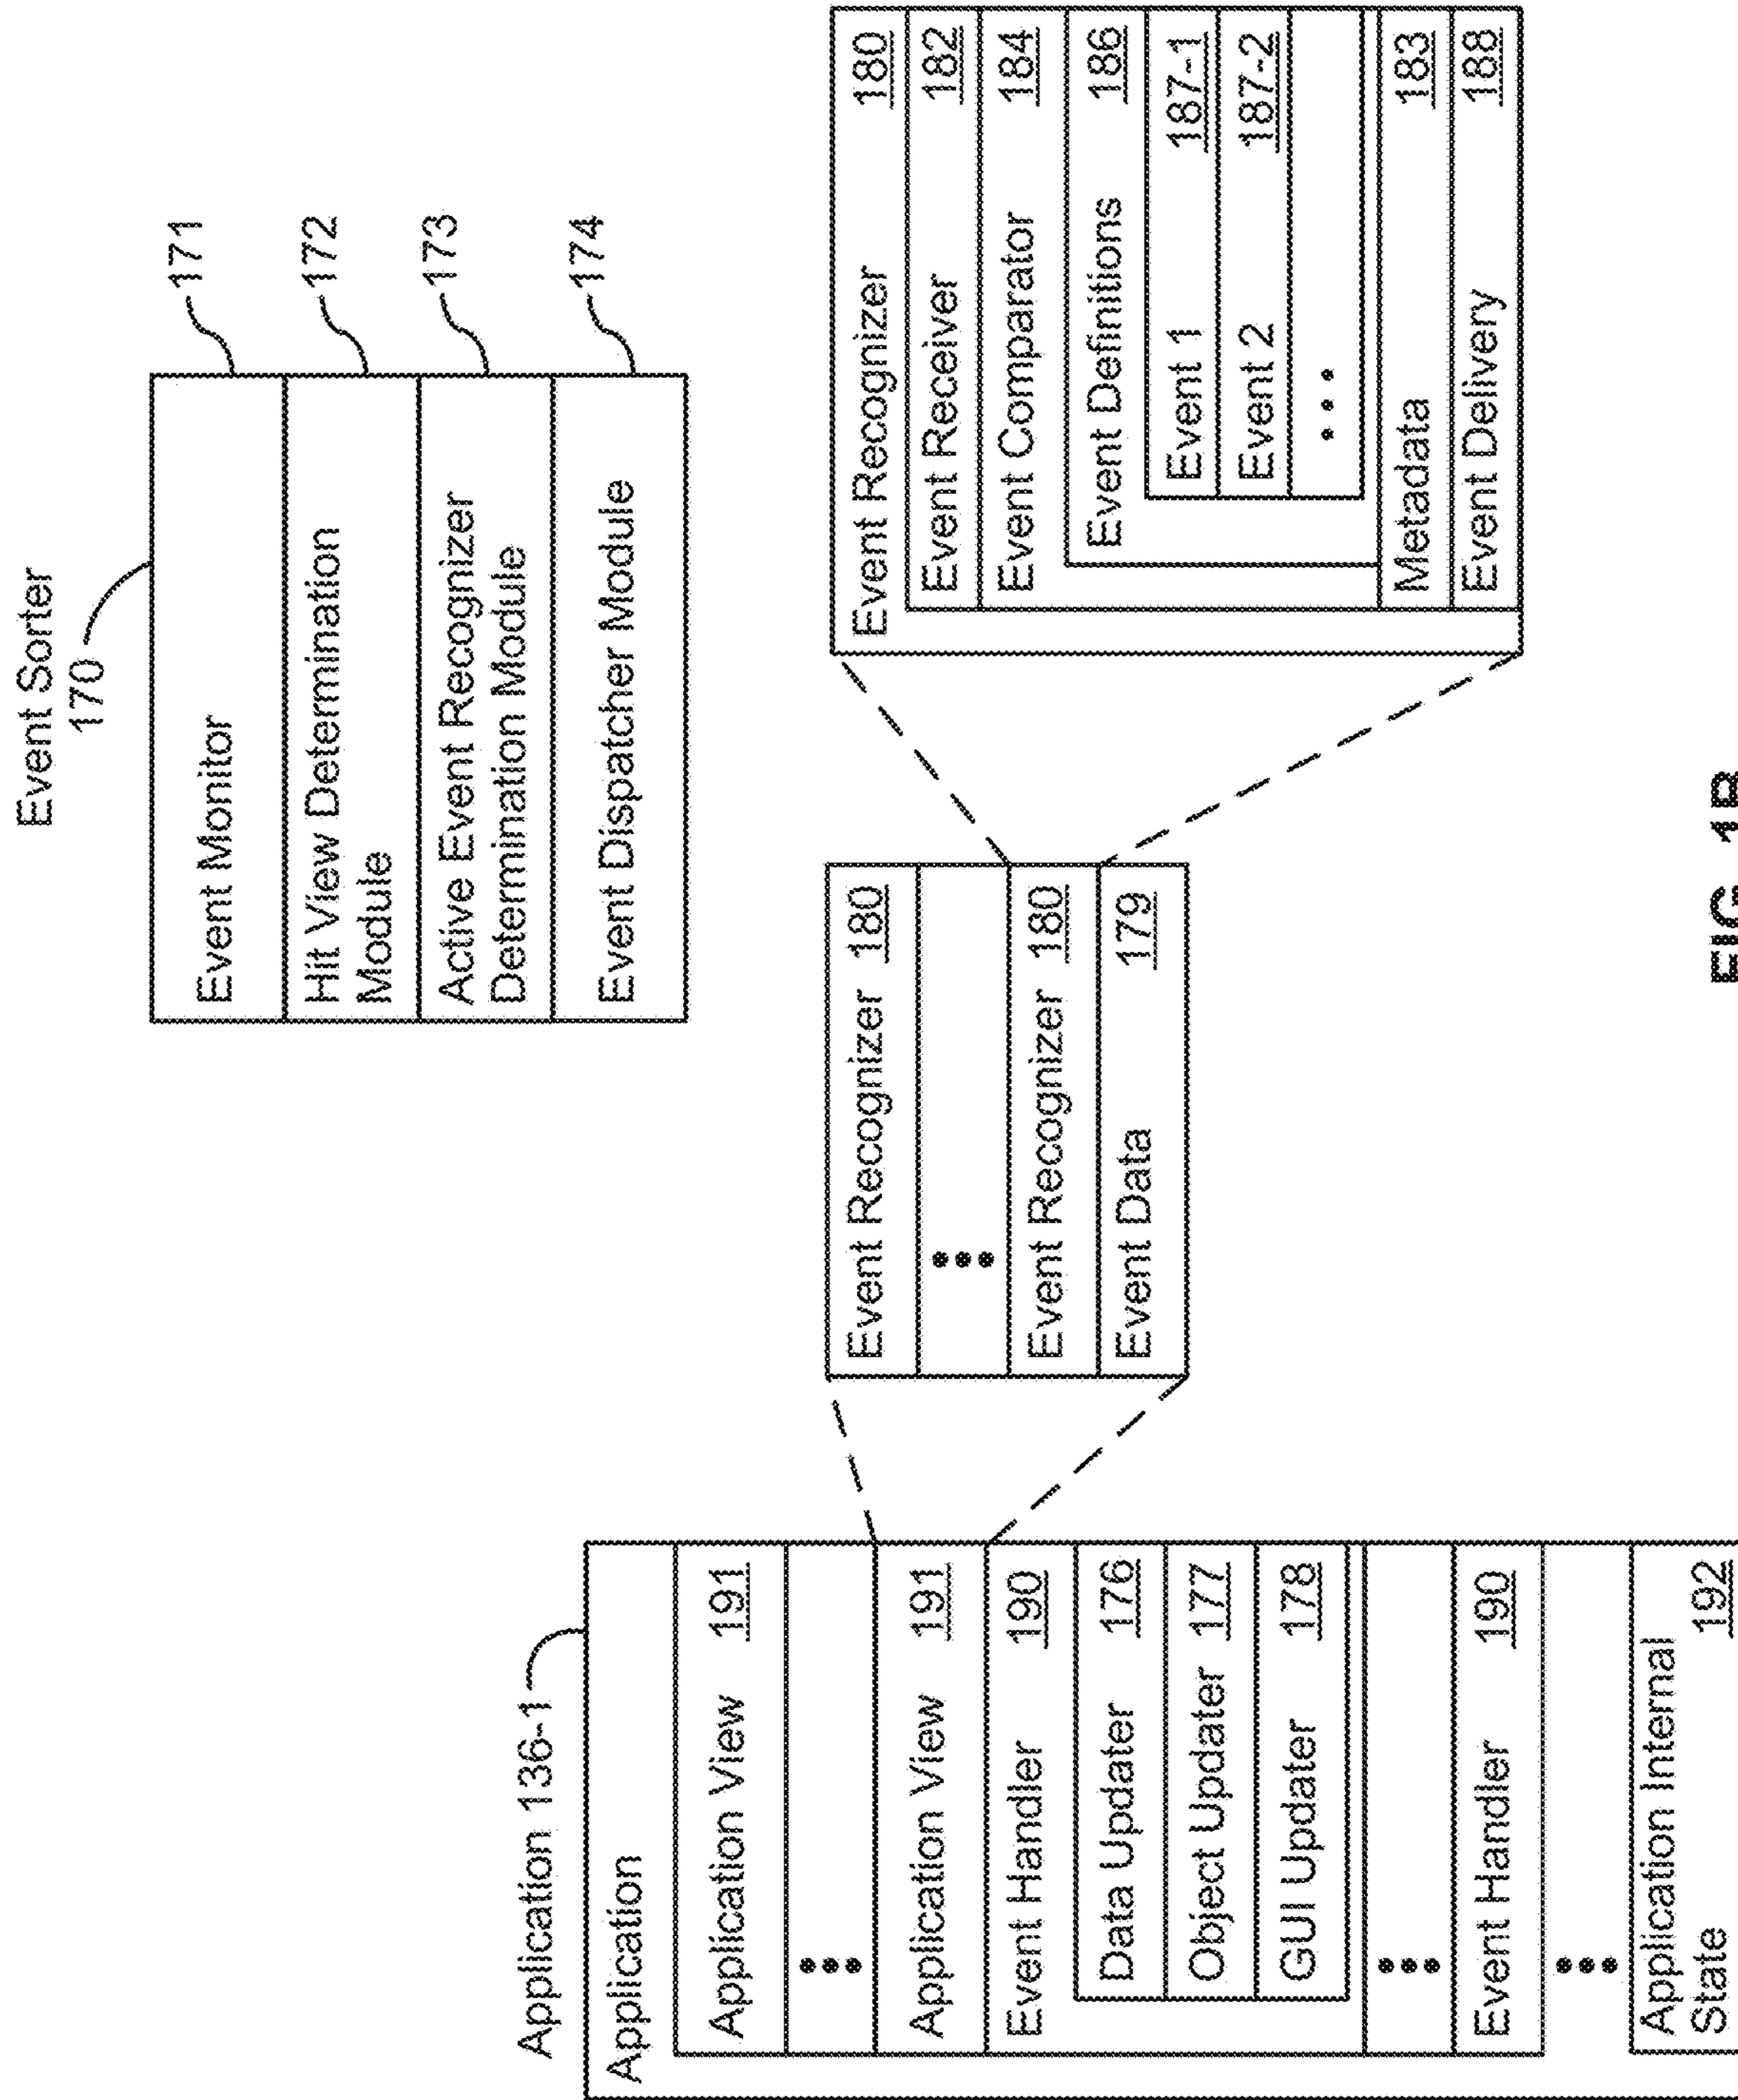 Event Sorter
170
Event Monitor
171
Hit View Determination
Module
172
Active Event Recognizer
Determination Module
173
Event Dispatcher Module
174
Application 136-1
Application
Application View 191
Application View 191
Event Handler 190
Data Updater 176
Object Updater 177
GUI Updater 178
Event Handler 190
Application Internal
State 192
Event Recognizer 180
Event Recognizer 180
Event Data 179
Event Recognizer 180
Event Receiver 182
Event Comparator 184
Event Definitions 186
Event 1 187-1
Event 2 187-2
Metadata 183
Event Delivery 188
FIG. 1B